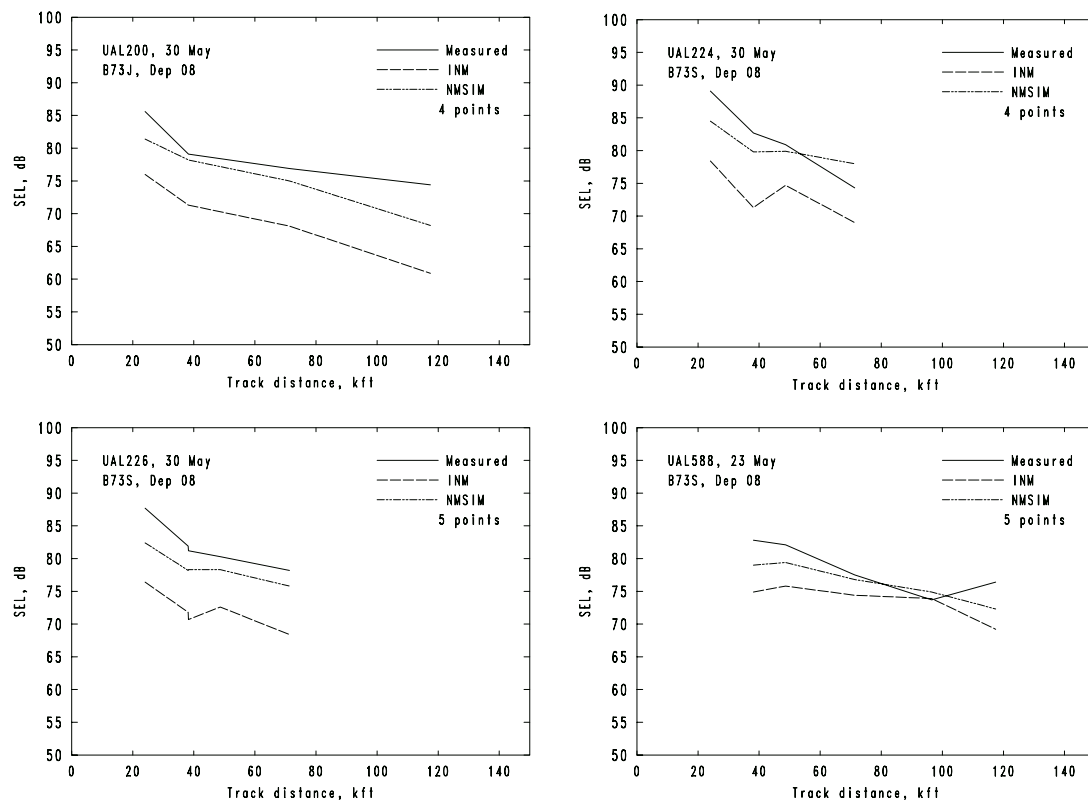 100
95
90
85
80
75
70
65
60
55
50
SEL, dB
UAL200, 30 May
B73J, Dep 08
Measured
INM
NMSIM
4 points
0 20 40 60 80 100 120 140
Track distance, kft
100
95
90
85
80
75
70
65
60
55
50
SEL, dB
UAL224, 30 May
B73S, Dep 08
Measured
INM
NMSIM
4 points
0 20 40 60 80 100 120 140
Track distance, kft
100
95
90
85
80
75
70
65
60
55
50
SEL, dB
UAL226, 30 May
B73S, Dep 08
Measured
INM
NMSIM
5 points
0 20 40 60 80 100 120 140
Track distance, kft
100
95
90
85
80
75
70
65
60
55
50
SEL, dB
UAL588, 23 May
B73S, Dep 08
Measured
INM
NMSIM
5 points
0 20 40 60 80 100 120 140
Track distance, kft